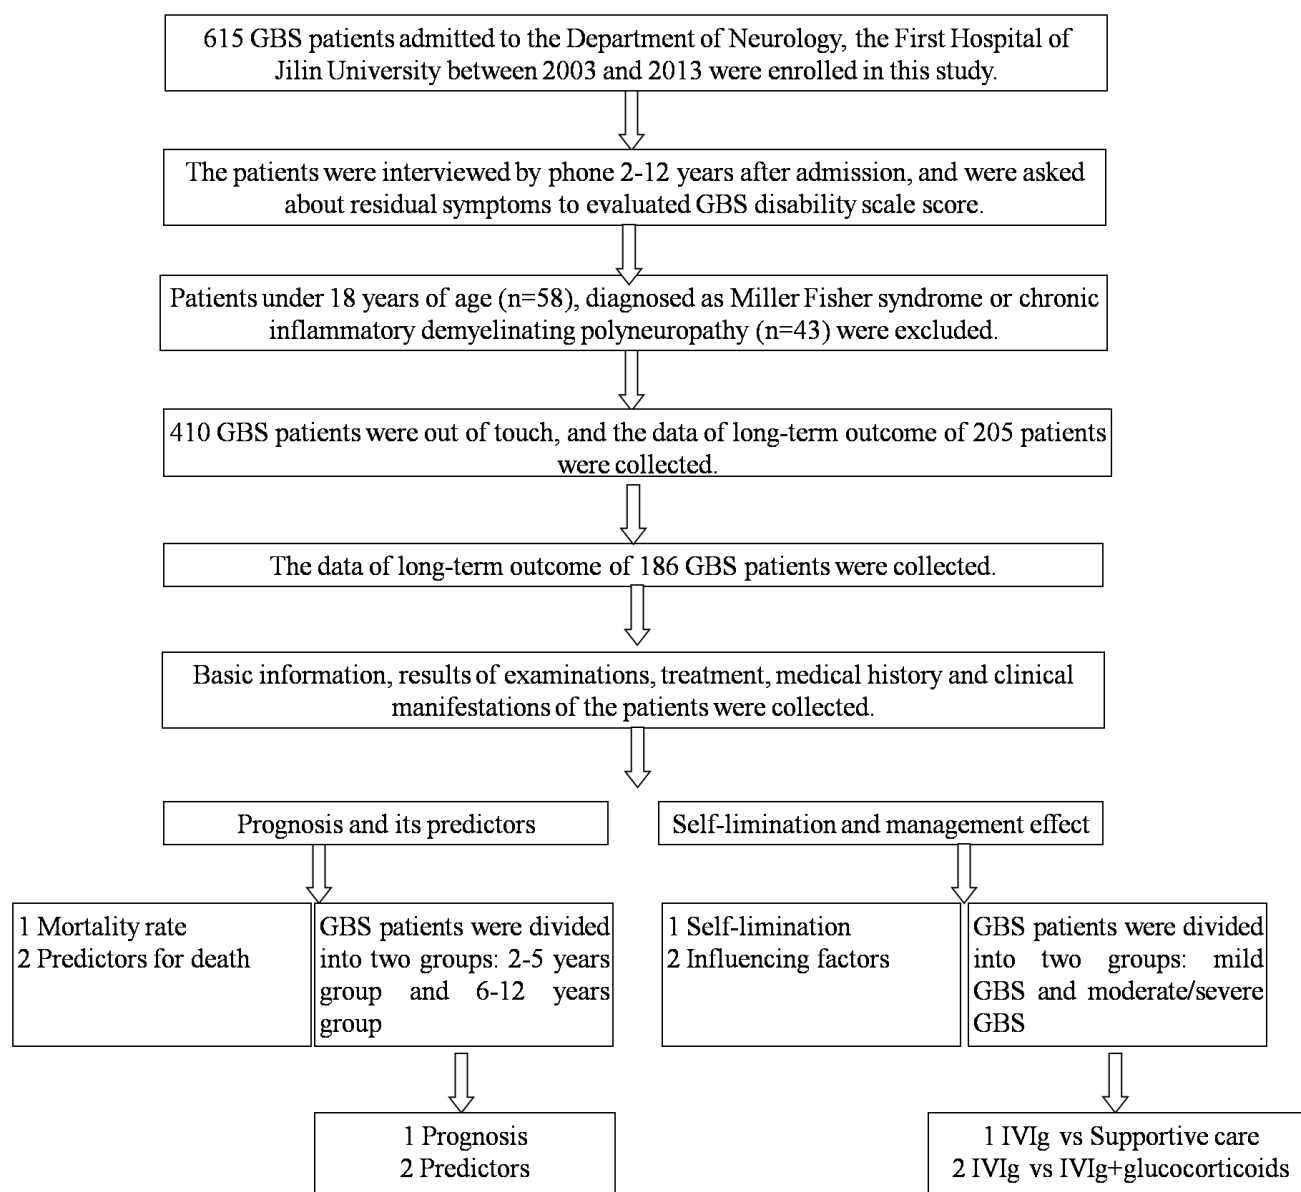 615 GBS patients admitted to the Department of Neurology, the First Hospital of
Jilin University between 2003 and 2013 were enrolled in this study.
The patients were interviewed by phone 2-12 years after admission, and were asked
about residual symptoms to evaluated GBS disability scale score.
Patients under 18 years of age (n=58), diagnosed as Miller Fisher syndrome or chronic
inflammatory demyelinating polyneuropathy (n=43) were excluded.
410 GBS patients were out of touch, and the data of long-term outcome of 205 patients
were collected.
The data of long-term outcome of 186 GBS patients were collected.
Basic information, results of examinations, treatment, medical history and clinical
manifestations of the patients were collected.
Prognosis and its predictors
Self-limination and management effect
1 Mortality rate
2 Predictors for death
GBS patients were divided
into two groups: 2-5 years
group and 6-12 years
group
1 Self-limination
2 Influencing factors
GBS patients were divided
into two groups: mild
GBS and moderate/severe
GBS
1 Prognosis
2 Predictors
1 IVIg vs Supportive care
2 IVIg vs IVIg+glucocorticoids